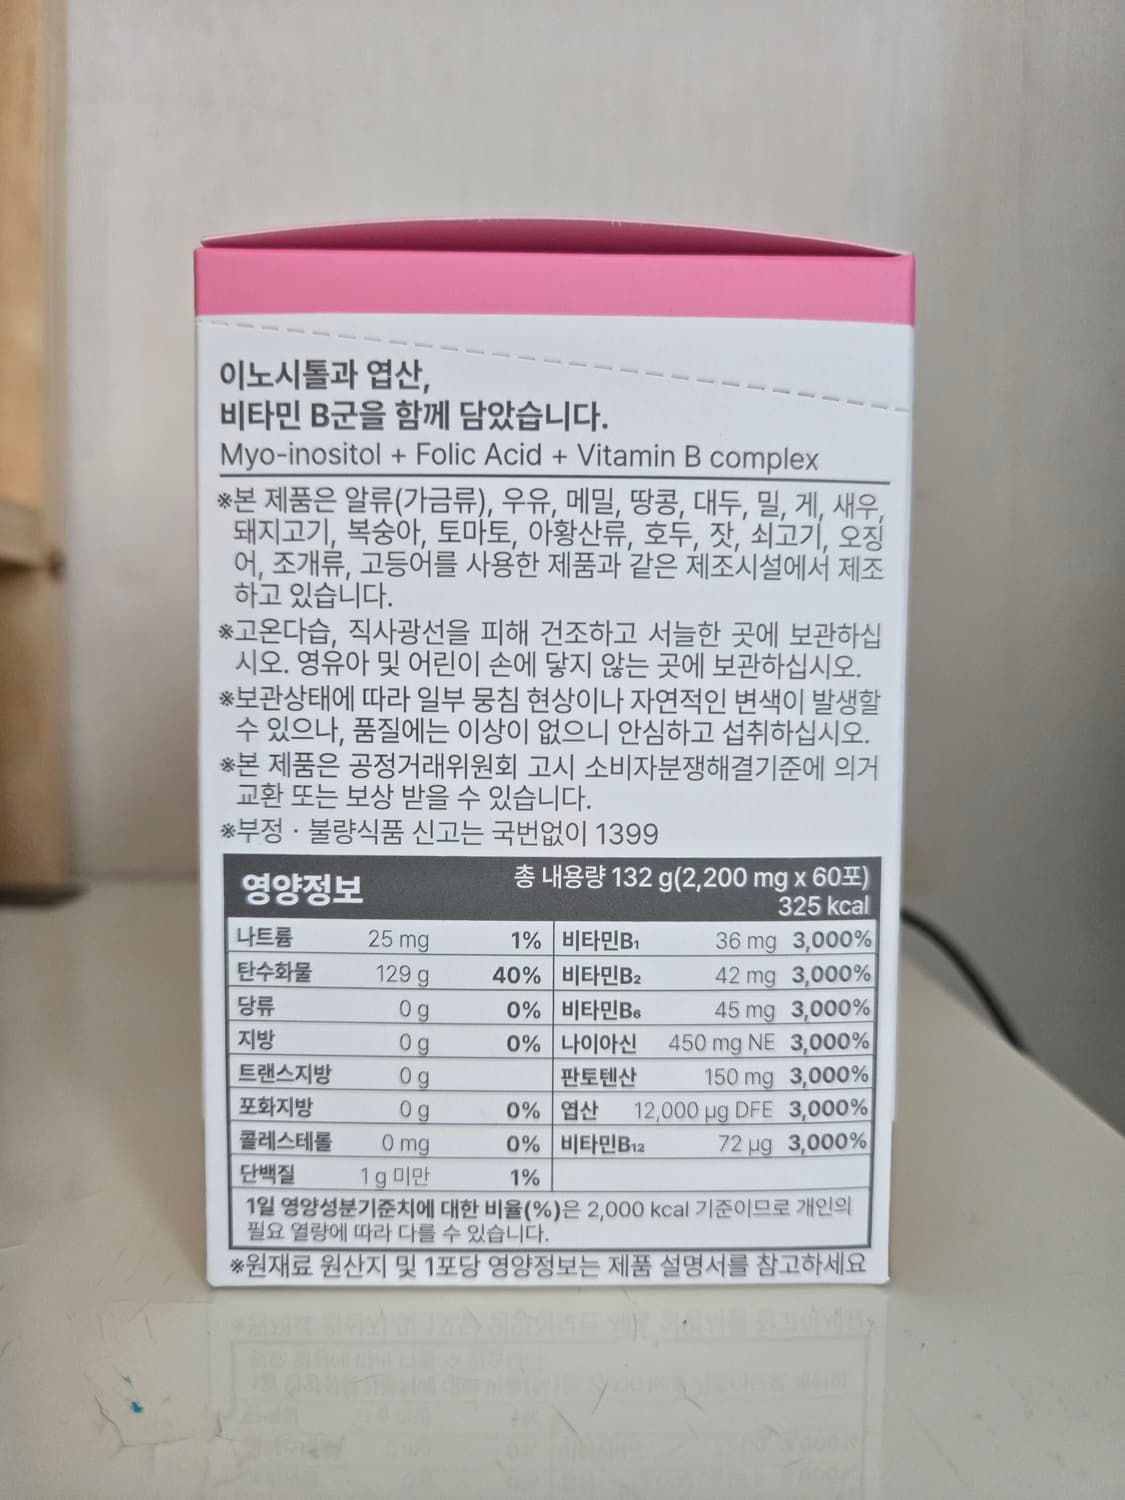 이노시톨과 엽산,
비타민 B군을 함께 담았습니다.
Myo-inositol + Folic Acid + Vitamin B complex
※본 제품은 알류(가금류), 우유, 메밀, 땅콩, 대두, 밀, 게, 새우,
돼지고기, 복숭아, 토마토, 아황산류, 호두, 잣, 쇠고기, 오징
어, 조개류, 고등어를 사용한 제품과 같은 제조시설에서 제조
하고 있습니다.
※고온다습, 직사광선을 피해 건조하고 서늘한 곳에 보관하십
시오. 영유아 및 어린이 손에 닿지 않는 곳에 보관하십시오.
※보관상태에 따라 일부 뭉침 현상이나 자연적인 변색이 발생할
수 있으나, 품질에는 이상이 없으니 안심하고 섭취하십시오.
※본 제품은 공정거래위원회 고시 소비자분쟁해결기준에 의거
교환 또는 보상 받을 수 있습니다.
※부정 · 불량식품 신고는 국번없이 1399
영양정보 총 내용량 132 g(2,200 mg x 60포)
325 kcal
나트륨 25 mg 1% 비타민B1 36 mg 3,000%
탄수화물 129 g 40% 비타민B2 42 mg 3,000%
당류 0 g 0% 비타민B6 45 mg 3,000%
지방 0 g 0% 나이아신 450 mg NE 3,000%
트랜스지방 0 g 판토텐산 150 mg 3,000%
포화지방 0 g 0% 엽산 12,000 μg DFE 3,000%
콜레스테롤 0 mg 0% 비타민B12 72 μg 3,000%
단백질 1 g 미만 1%
1일 영양성분기준치에 대한 비율(%)은 2,000 kcal 기준이므로 개인의
필요 열량에 따라 다를 수 있습니다.
※원재료 원산지 및 1포당 영양정보는 제품 설명서를 참고하세요